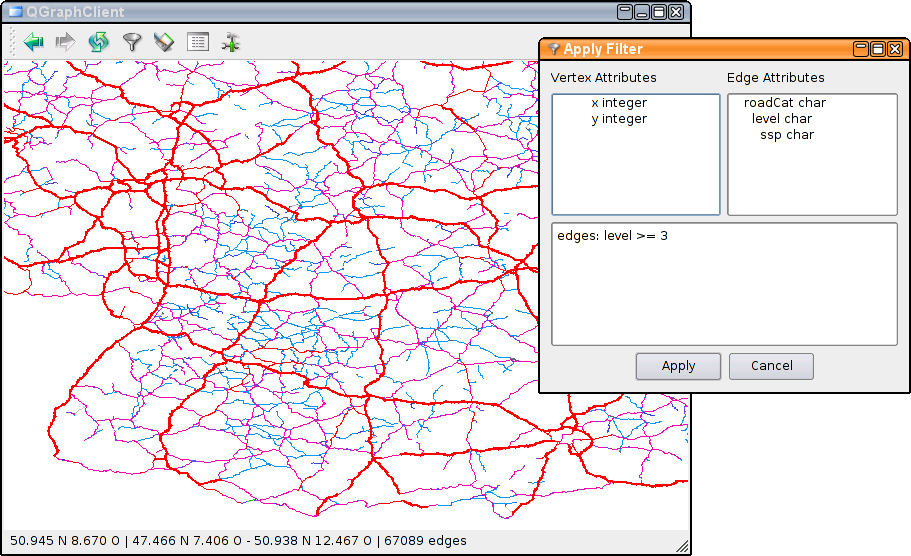 QGraphClient
Apply Filter
Vertex Attributes
Edge Attributes
x integer
y integer
roadCat char
level char
ssp char
edges: level >= 3
Apply
Cancel
50.945 N 8.670 O | 47.466 N 7.406 O - 50.938 N 12.467 O | 67089 edges